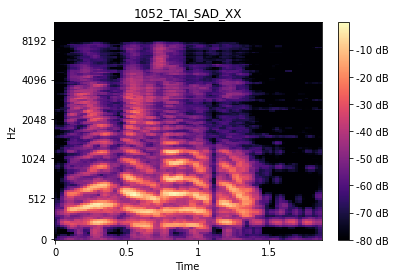 1052_TAI_SAD_XX
8192
4096
2048
1024
512
0
Hz
0
0.5
1
1.5
Time
-10 dB
-20 dB
-30 dB
-40 dB
-50 dB
-60 dB
-70 dB
-80 dB